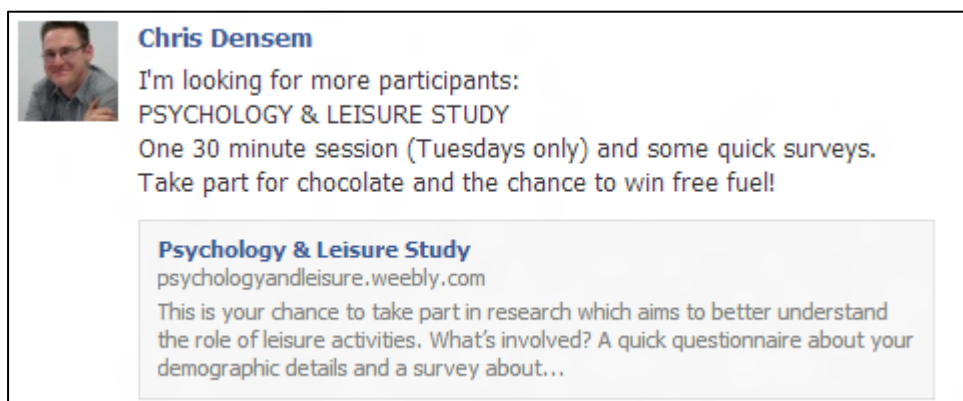 Chris Densem
I'm looking for more participants:
PSYCHOLOGY & LEISURE STUDY
One 30 minute session (Tuesdays only) and some quick surveys.
Take part for chocolate and the chance to win free fuel!
Psychology & Leisure Study
psychologyandleisure.weebly.com
This is your chance to take part in research which aims to better understand
the role of leisure activities. What's involved? A quick questionnaire about your
demographic details and a survey about...